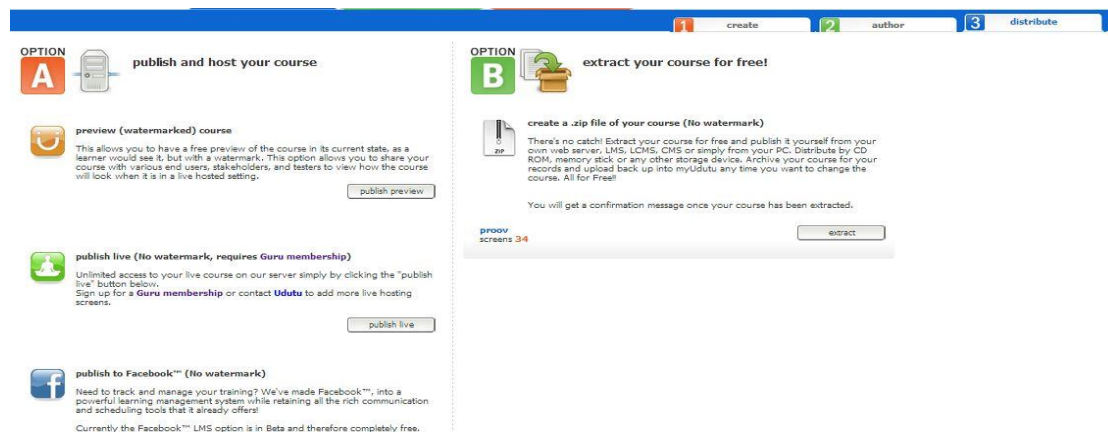 1 create
2 author
3 distribute
OPTION
A
publish and host your course
preview (watermarked) course
This allows you to have a free preview of the course in its current state, as a
learner would see it, but with a watermark. This option allows you to share your
course with various end users, stakeholders, and testers to view how the course
will look when it is in a live hosted setting.
publish preview
publish live (No watermark, requires Guru membership)
Unlimited access to your live course on our server simply by clicking the "publish
live" button below.
Sign up for a Guru membership or contact Udutu to add more live hosting
screens.
publish live
publish to Facebook™ (No watermark)
Need to track and manage your training? We've made Facebook™, into a
powerful learning management system while retaining all the rich communication
and scheduling tools that it already offers!
Currently the Facebook™ LMS option is in Beta and therefore completely free.
OPTION
B
extract your course for free!
ZIP
create a .zip file of your course (No watermark)
There's no catch! Extract your course for free and publish it yourself from your
own web server, LMS, LCMS, CMS or simply from your PC. Distribute by CD
ROM, memory stick or any other storage device. Archive your course for your
records and upload back up into myUdutu any time you want to change the
course. All for Free!!
You will get a confirmation message once your course has been extracted.
proov
screens 34
extract